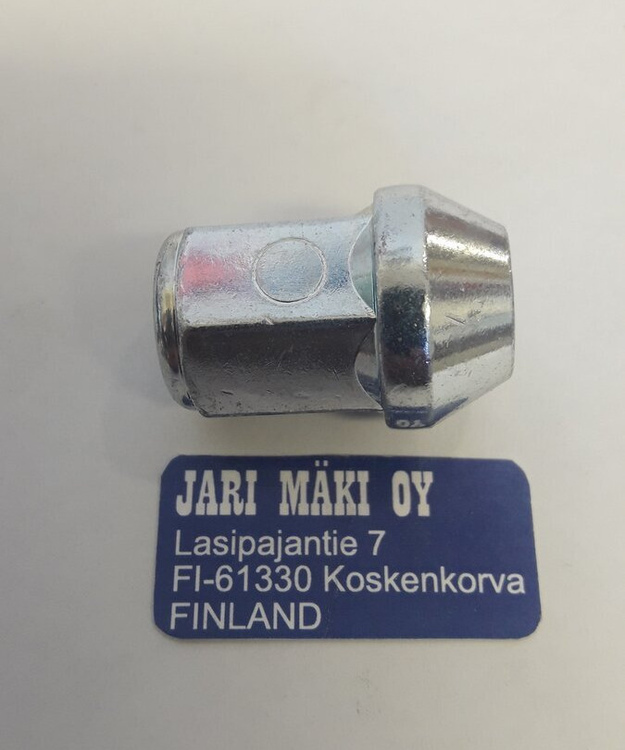 JARI MÄKI OY
Lasipajantie 7
FI-61330 Koskenkorva
FINLAND